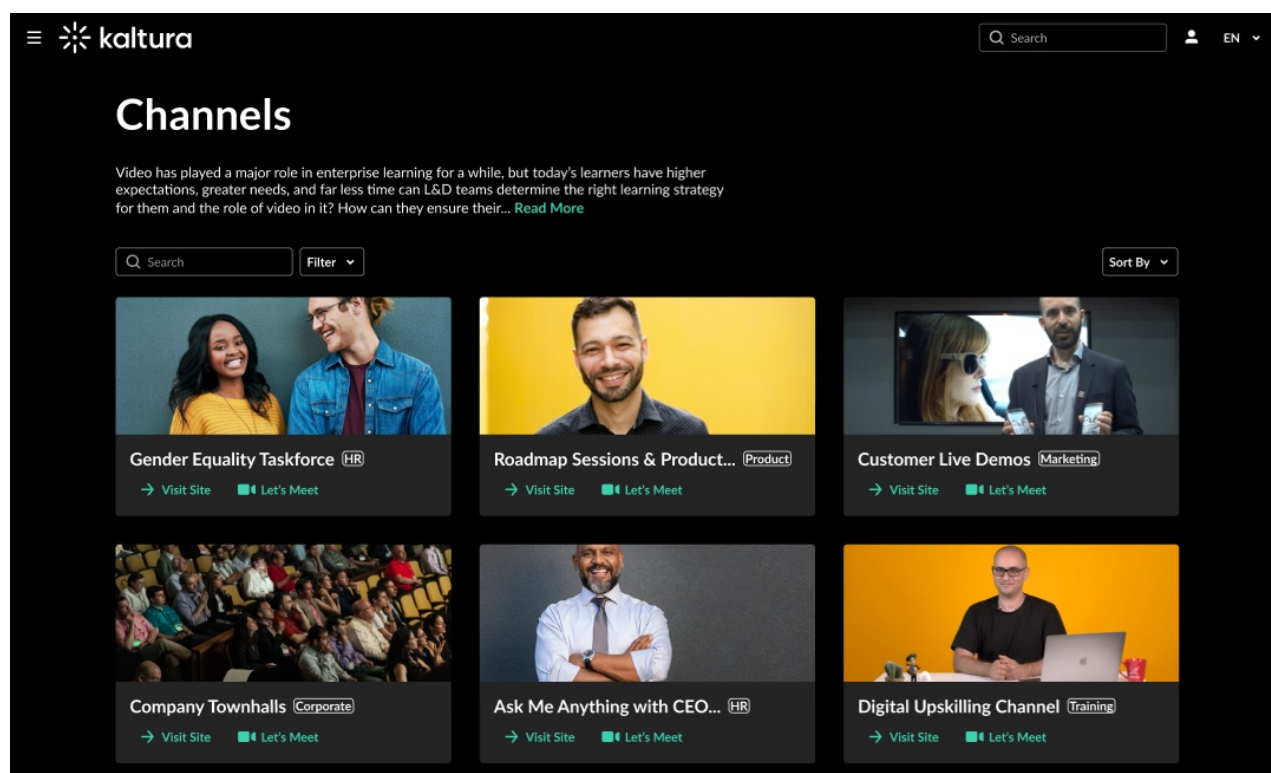 kaltura
Search
EN
Channels
Video has played a major role in enterprise learning for a while, but today's learners have higher
expectations, greater needs, and far less time can L&D teams determine the right learning strategy
for them and the role of video in it? How can they ensure their... Read More
Search
Filter
Sort By
Gender Equality Taskforce HR
Visit Site Let's Meet
Roadmap Sessions & Product... Product
Visit Site Let's Meet
Customer Live Demos Marketing
Visit Site Let's Meet
Company Townhalls Corporate
Visit Site Let's Meet
Ask Me Anything with CEO... HR
Visit Site Let's Meet
Digital Upskilling Channel Training
Visit Site Let's Meet